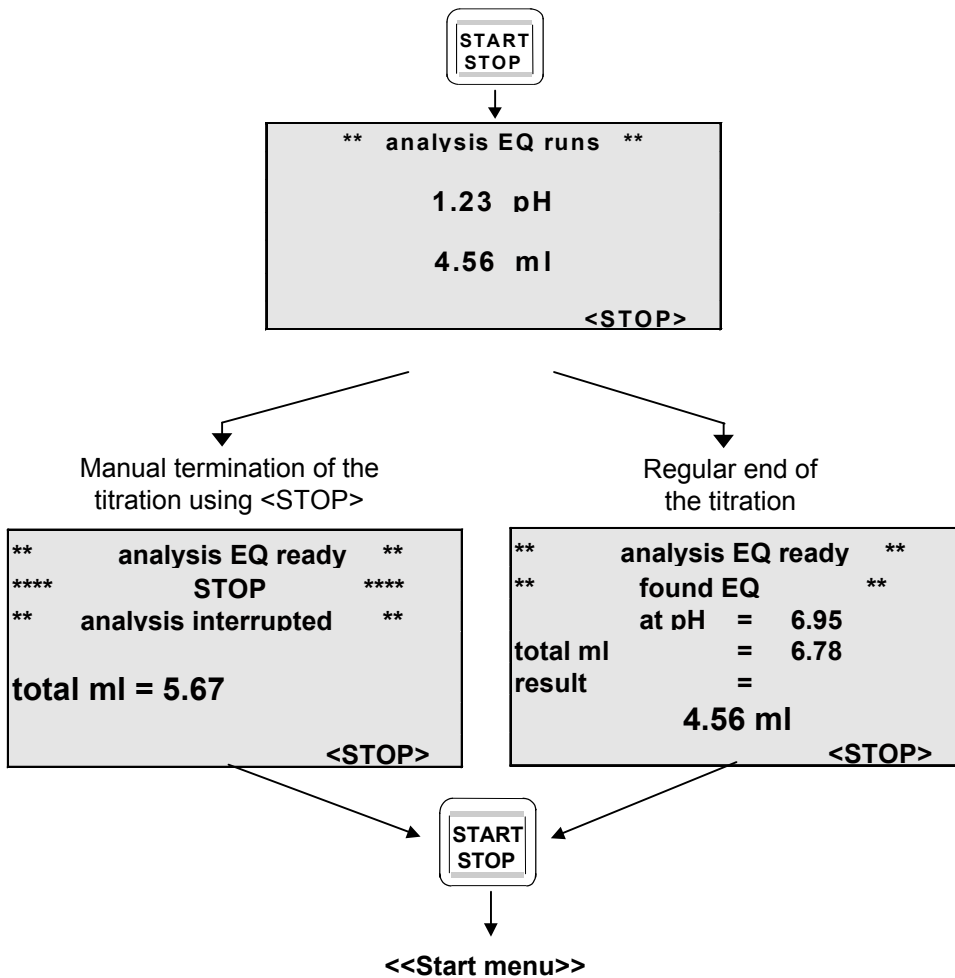 START
STOP
** analysis EQ runs **
1.23 pH
4.56 ml
<STOP>
Manual termination of the
titration using <STOP>
** analysis EQ ready **
**** STOP ****
** analysis interrupted **
total ml = 5.67
<STOP>
Regular end of
the titration
** analysis EQ ready **
** found EQ **
at pH = 6.95
total ml = 6.78
result =
4.56 ml
<STOP>
START
STOP
<<Start menu>>